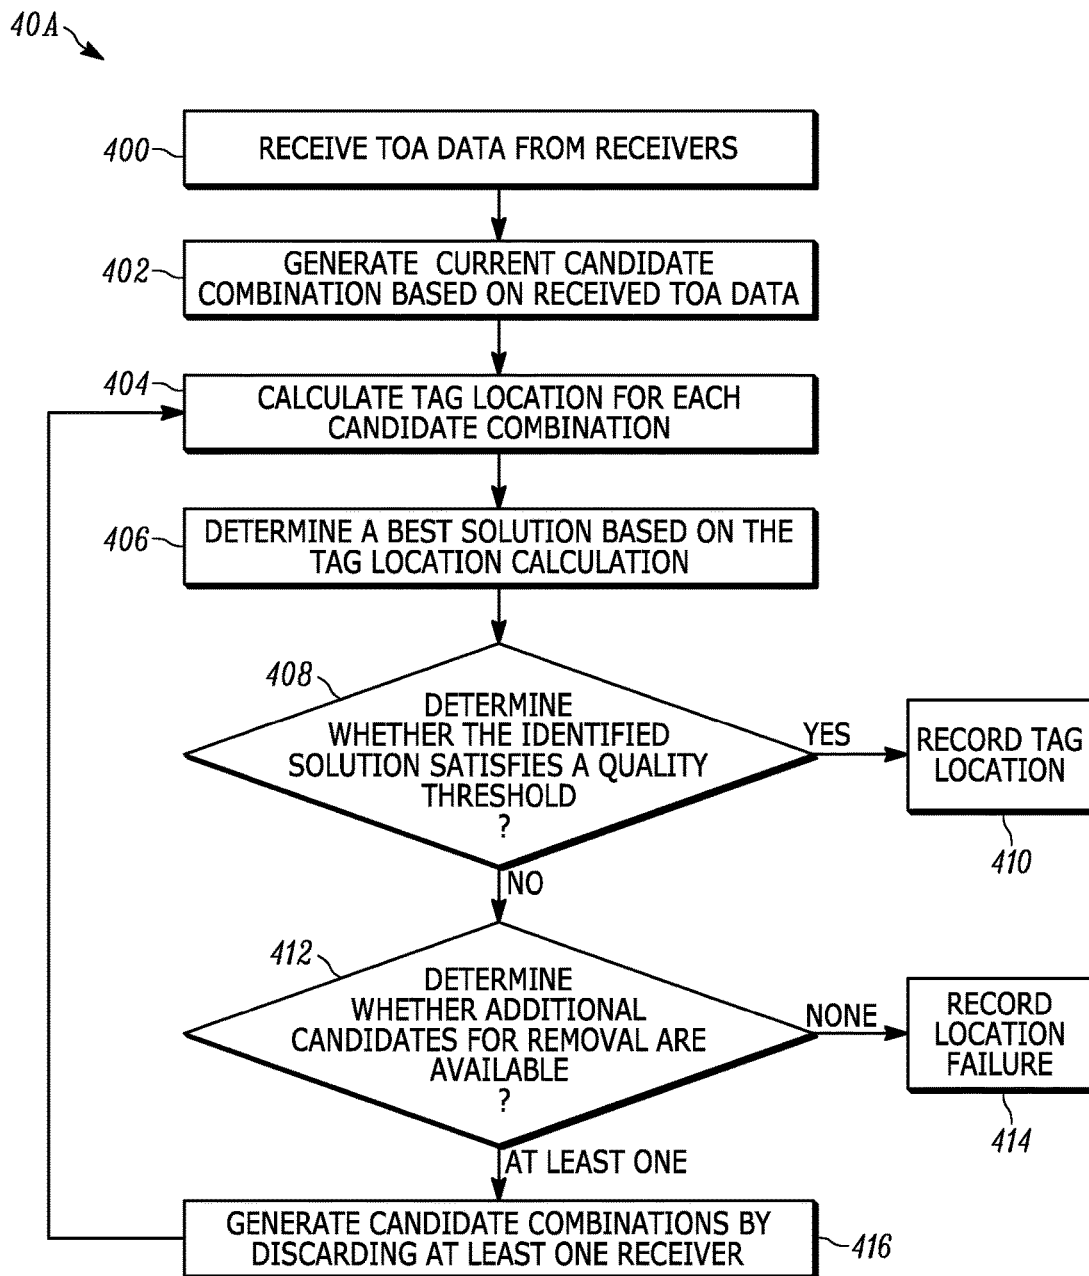 40A
400
RECEIVE TOA DATA FROM RECEIVERS
402
GENERATE CURRENT CANDIDATE
COMBINATION BASED ON RECEIVED TOA DATA
404
CALCULATE TAG LOCATION FOR EACH
CANDIDATE COMBINATION
406
DETERMINE A BEST SOLUTION BASED ON THE
TAG LOCATION CALCULATION
408
DETERMINE
WHETHER THE IDENTIFIED
SOLUTION SATISFIES A QUALITY
THRESHOLD
?
YES
RECORD TAG
LOCATION
410
NO
412
DETERMINE
WHETHER ADDITIONAL
CANDIDATES FOR REMOVAL ARE
AVAILABLE
?
NONE
RECORD
LOCATION
FAILURE
414
AT LEAST ONE
GENERATE CANDIDATE COMBINATIONS BY
DISCARDING AT LEAST ONE RECEIVER
416